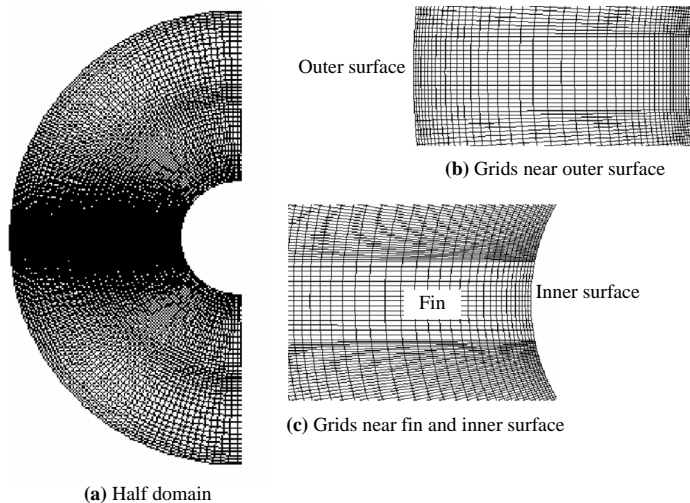 Outer surface
(b) Grids near outer surface
Inner surface
Fin
(c) Grids near fin and inner surface
(a) Half domain